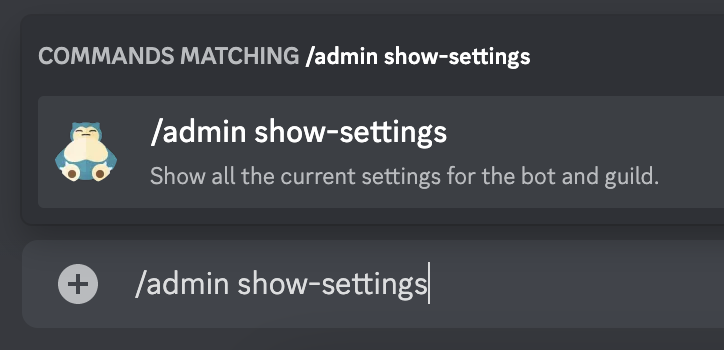 COMMANDS MATCHING /admin show-settings
/admin show-settings
Show all the current settings for the bot and guild.
/admin show-settings